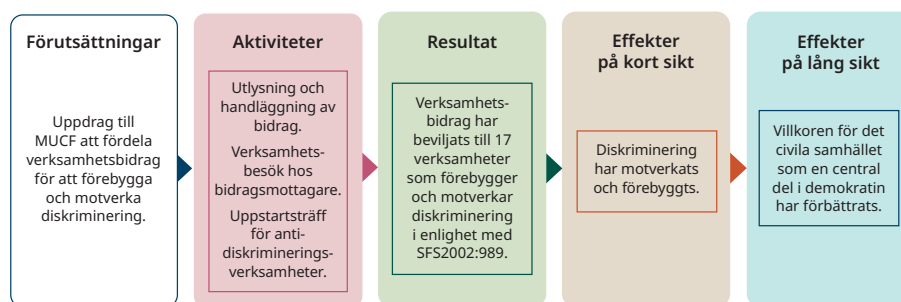 Förutsättningar
Uppdrag till
MUCF att fördela
verksamhetsbidrag
för att förebygga
och motverka
diskriminering.
Aktiviteter
Utlysning och
handläggning av
bidrag.
Verksamhets-
besök hos
bidragsmottagare.
Uppstartsträff
för anti-
diskriminerings-
verksamheter.
Resultat
Verksamhets-
bidrag har
beviljats till 17
verksamheter
som förebygger
och motverkar
diskriminering
i enlighet med
SFS2002:989.
Effekter
på kort sikt
Diskriminering
har motverkats
och förebyggts.
Effekter
på lång sikt
Villkoren för det
civila samhället
som en central
del i demokratin
har förbättrats.